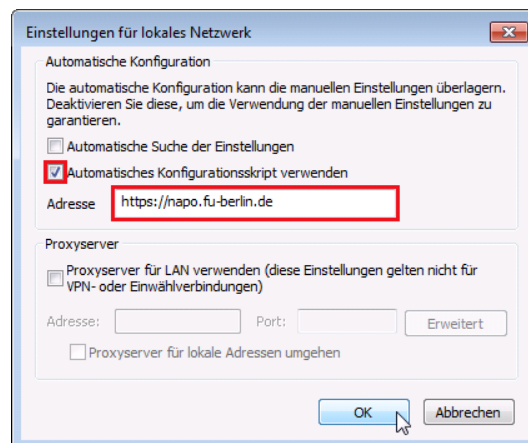 Einstellungen für lokales Netzwerk
Automatische Konfiguration
Die automatische Konfiguration kann die manuellen Einstellungen überlagern.
Deaktivieren Sie diese, um die Verwendung der manuellen Einstellungen zu
garantieren.
Automatische Suche der Einstellungen
Automatisches Konfigurationsskript verwenden
Adresse https://napo.fu-berlin.de
Proxyserver
Proxyserver für LAN verwenden (diese Einstellungen gelten nicht für
VPN- oder Einwählverbindungen)
Adresse: Port: Erweitert
Proxyserver für lokale Adressen umgehen
OK Abbrechen